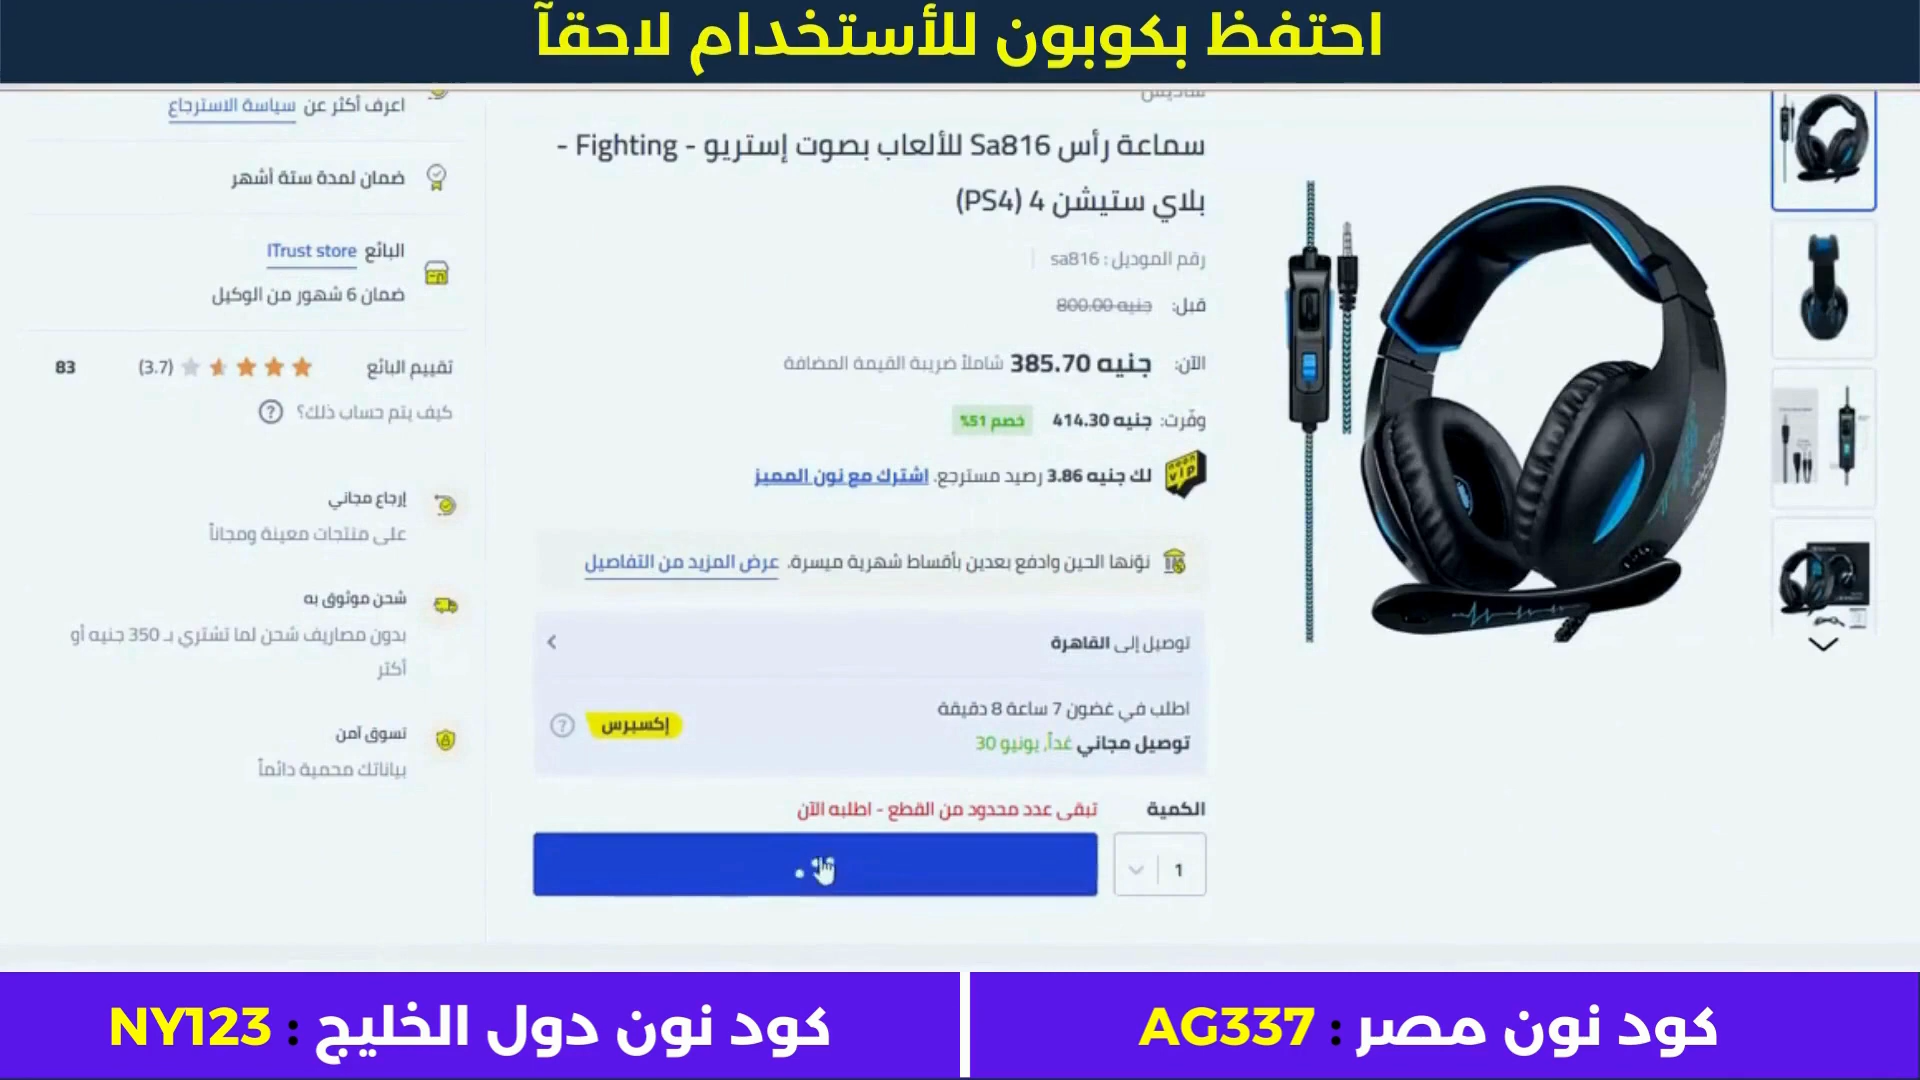 احتفظ بكوبون للأستخدام لاحقآ
ساديس
سماعة رأس Sa816 للألعاب بصوت إستريو - Fighting -
بلاي ستيشن 4 (PS4)
رقم الموديل : sa816
قبل: جنيه 800.00
الآن: جنيه 385.70 شاملاً ضريبة القيمة المضافة
وفّرت: جنيه 414.30 خصم 51%
noon vip
لك جنيه 3.86 رصيد مسترجع. اشترك مع نون المميز
نوّنها الحين وادفع بعدين بأقساط شهرية ميسرة. عرض المزيد من التفاصيل
توصيل إلى القاهرة
اطلب في غضون 7 ساعة 8 دقيقة
توصيل مجاني غداً, يونيو 30
إكسبرس
الكمية
تبقى عدد محدود من القطع - اطلبه الآن
1
اعرف أكثر عن سياسة الاسترجاع
ضمان لمدة ستة أشهر
البائع ITrust store
ضمان 6 شهور من الوكيل
تقييم البائع (3.7) 83
كيف يتم حساب ذلك؟
إرجاع مجاني
على منتجات معينة ومجاناً
شحن موثوق به
بدون مصاريف شحن لما تشتري بـ 350 جنيه أو
أكثر
تسوق آمن
بياناتك محمية دائماً
كود نون مصر : AG337
كود نون دول الخليج : NY123